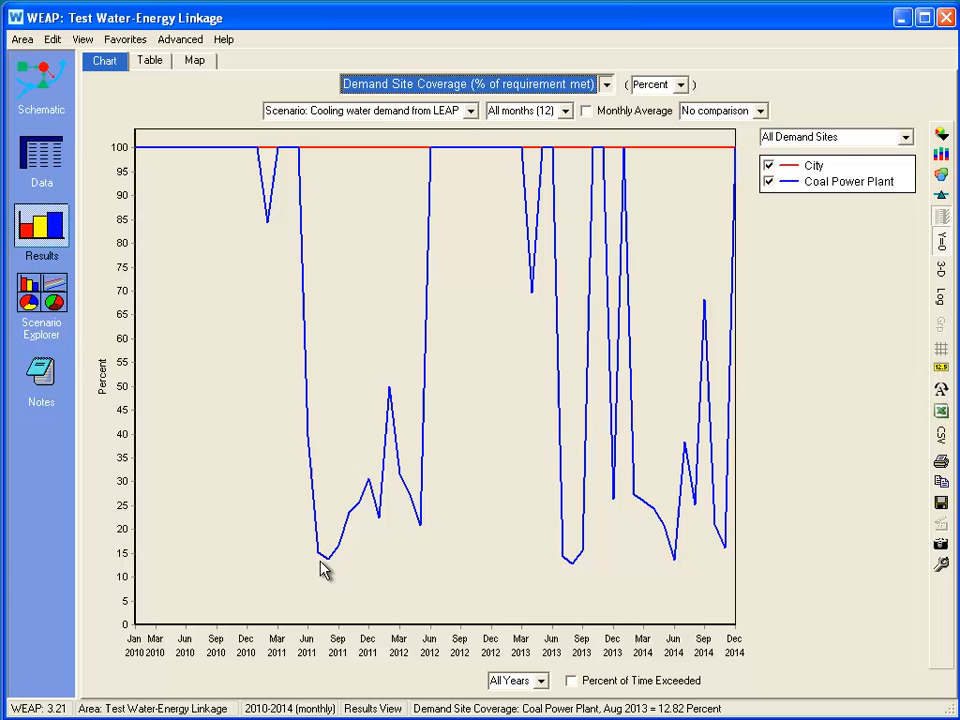 WEAP: Test Water-Energy Linkage
Area Edit View Favorites Advanced Help
Chart Table Map
Demand Site Coverage (% of requirement met) ( Percent )
Scenario: Cooling water demand from LEAP All months (12) Monthly Average No comparison
All Demand Sites
City
Coal Power Plant
Schematic
Data
Results
Scenario
Explorer
Notes
Percent
100
95
90
85
80
75
70
65
60
55
50
45
40
35
30
25
20
15
10
5
0
Jan Mar Jun Sep Dec Mar Jun Sep Dec Mar Jun Sep Dec Mar Jun Sep Dec Mar Jun Sep Dec
2010 2010 2010 2010 2010 2011 2011 2011 2011 2012 2012 2012 2012 2013 2013 2013 2013 2014 2014 2014 2014
All Years Percent of Time Exceeded
Y=0
3-D
Log
Grp
12.5
CSV
WEAP: 3.21 Area: Test Water-Energy Linkage 2010-2014 (monthly) Results View Demand Site Coverage: Coal Power Plant, Aug 2013 = 12.82 Percent